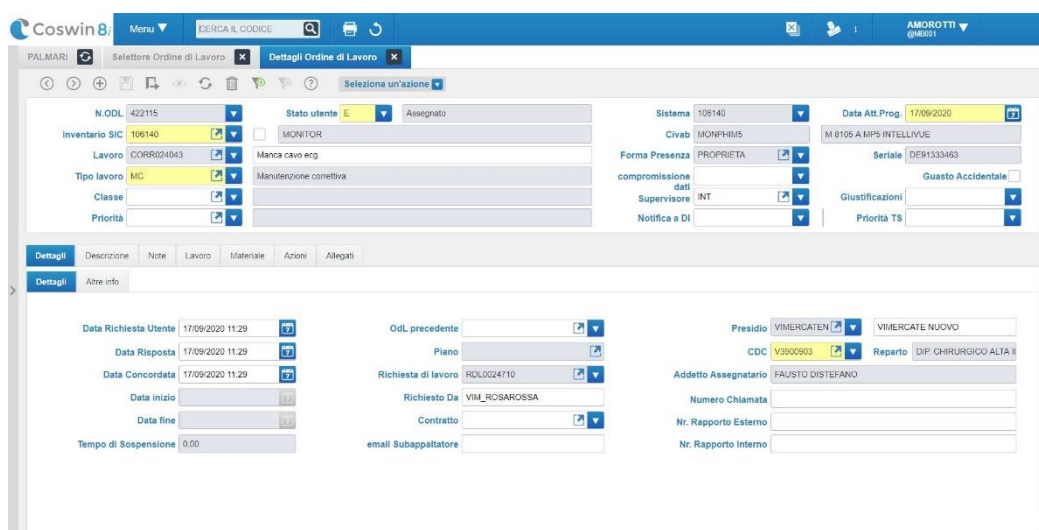 Coswin 8i Menu CERCA IL CODICE 1 AMOROTTI
@MB001
PALMARI Selettore Ordine di Lavoro Dettagli Ordine di Lavoro
Seleziona un'azione
N.ODL 422115 Stato utente E Assegnato Sistema 106140 Data Att.Prog. 17/09/2020
Inventario SIC 106140 MONITOR Civab MONPHIM5 M 8105 A MP5 INTELLIVUE
Lavoro CORR024043 Manca cavo ecg Forma Presenza PROPRIETA Seriale DE91333463
Tipo lavoro MC Manutenzione correttiva compromissione dati Guasto Accidentale
Classe Supervisore INT Giustificazioni
Priorità Notifica a DI Priorità TS
Dettagli Descrizione Note Lavoro Materiale Azioni Allegati
Dettagli Altre info
Data Richiesta Utente 17/09/2020 11:29 OdL precedente Presidio VIMERCATEN VIMERCATE NUOVO
Data Risposta 17/09/2020 11:29 Piano CDC V3900903 Reparto DIP. CHIRURGICO ALTA II
Data Concordata 17/09/2020 11:29 Richiesta di lavoro RDL0024710 Addetto Assegnatario FAUSTO DISTEFANO
Data inizio Richiesto Da VIM_ROSAROSSA Numero Chiamata
Data fine Contratto Nr. Rapporto Esterno
Tempo di Sospensione 0,00 email Subappaltatore Nr. Rapporto Interno